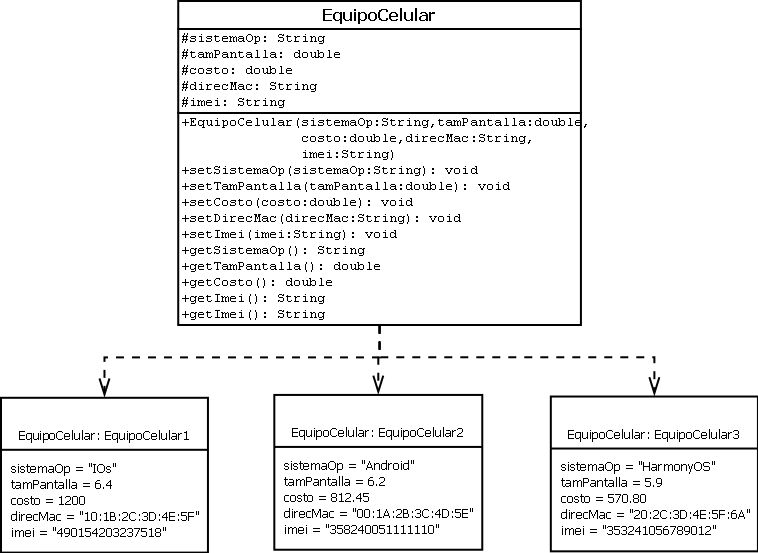 EquipoCelular
#sistemaOp: String
#tamPantalla: double
#costo: double
#direcMac: String
#imei: String
+EquipoCelular(sistemaOp:String,tamPantalla:double,
costo:double,direcMac:String,
imei:String)
+setSistemaOp(sistemaOp:String): void
+setTamPantalla(tamPantalla:double): void
+setCosto(costo:double): void
+setDirecMac(direcMac:String): void
+setImei(imei:String): void
+getSistemaOp(): String
+getTamPantalla(): double
+getCosto(): double
+getImei(): String
+getImei(): String
EquipoCelular: EquipoCelular1
sistemaOp = "IOs"
tamPantalla = 6.4
costo = 1200
direcMac = "10:1B:2C:3D:4E:5F"
imei = "490154203237518"
EquipoCelular: EquipoCelular2
sistemaOp = "Android"
tamPantalla = 6.2
costo = 812.45
direcMac = "00:1A:2B:3C:4D:5E"
imei = "358240051111110"
EquipoCelular: EquipoCelular3
sistemaOp = "HarmonyOS"
tamPantalla = 5.9
costo = 570.80
direcMac = "20:2C:3D:4E:5F:6A"
imei = "353241056789012"